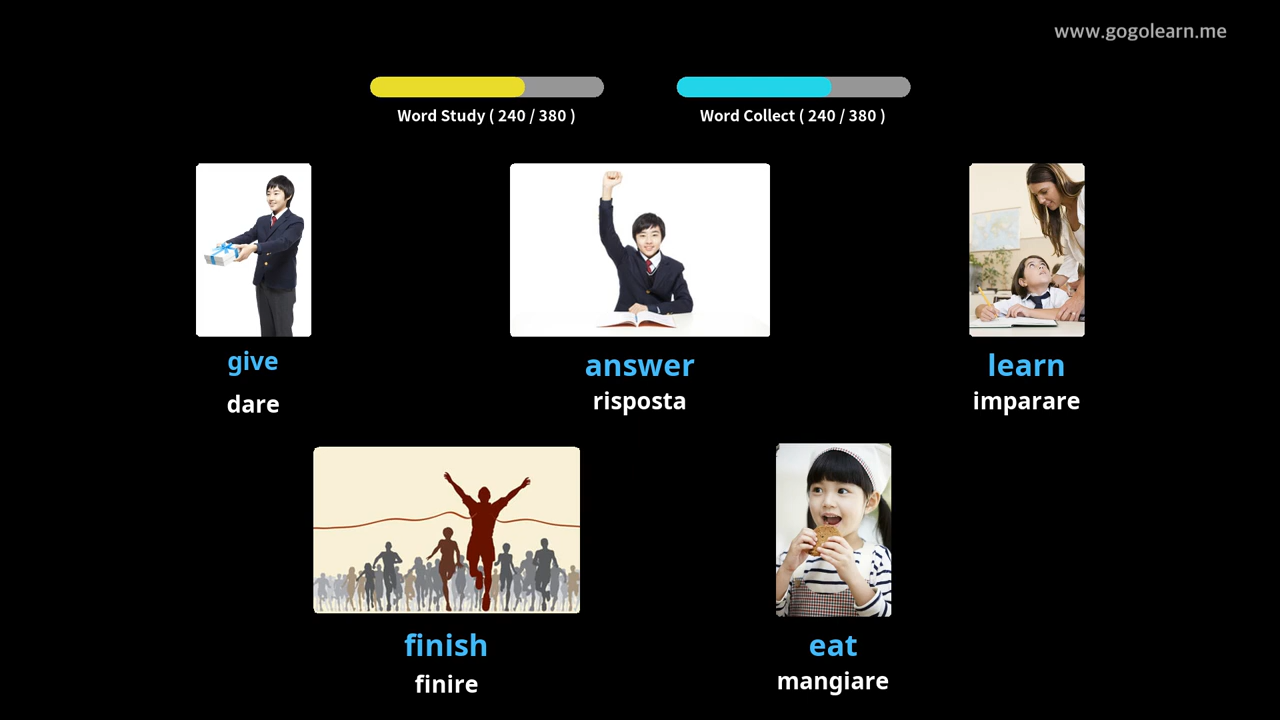 www.gogolearn.me
Word Study ( 240 / 380 )
Word Collect ( 240 / 380 )
give
dare
answer
risposta
learn
imparare
finish
finire
eat
mangiare